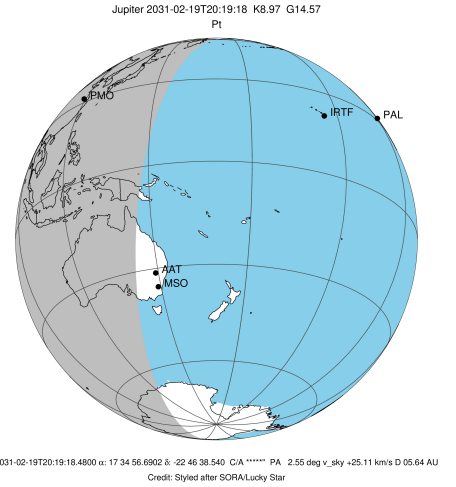 Jupiter 2031-02-19T20:19:18 K8.97 G14.57
Pt
PMO
IRTF
PAL
AAT
MSO
031-02-19T20:19:18.4800 α: 17 34 56.6902 δ: -22 46 38.540 C/A *****" PA 2.55 deg v_sky +25.11 km/s D 05.64 AU
Credit: Styled after SORA/Lucky Star